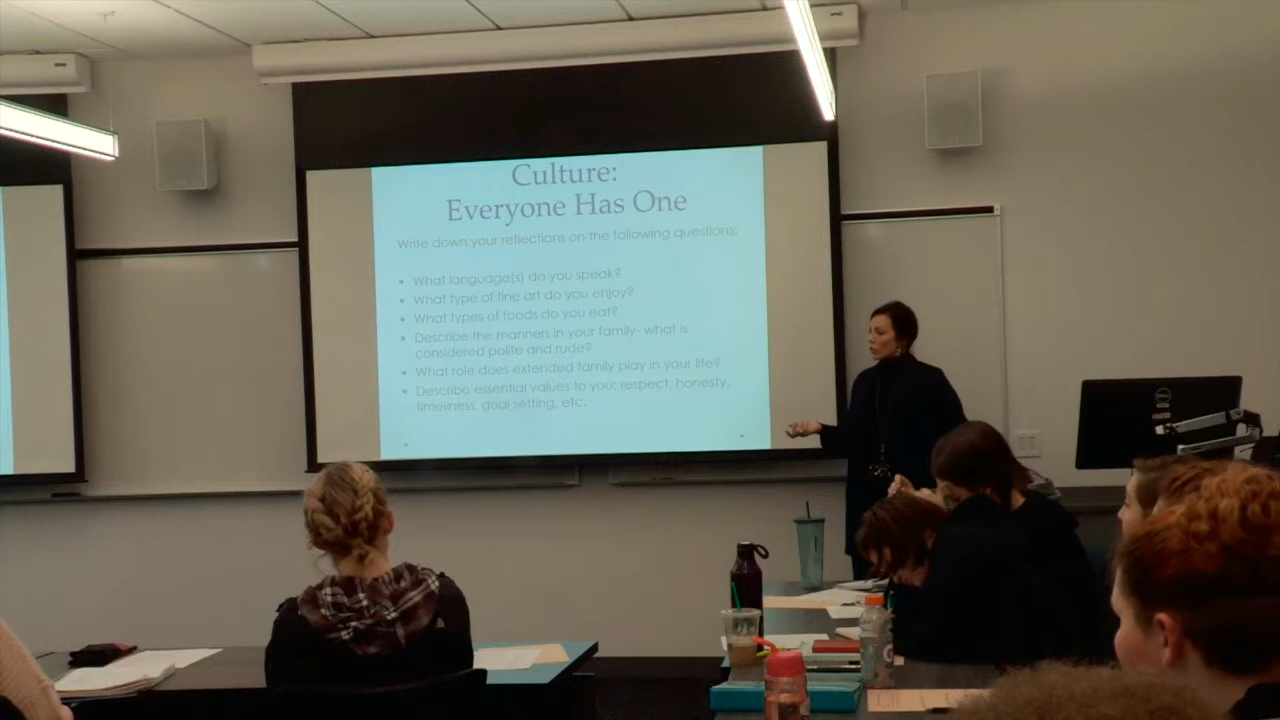 Culture:
Everyone Has One
Write down your reflections on the following questions.
• What language(s) do you speak?
• What type of fine art do you enjoy?
• What types of foods do you eat?
• Describe the manners in your family- what is
considered polite and rude?
• What role does extended family play in your life?
• Describe essential values to you: respect, honesty,
timeliness, goal setting, etc.
DELL